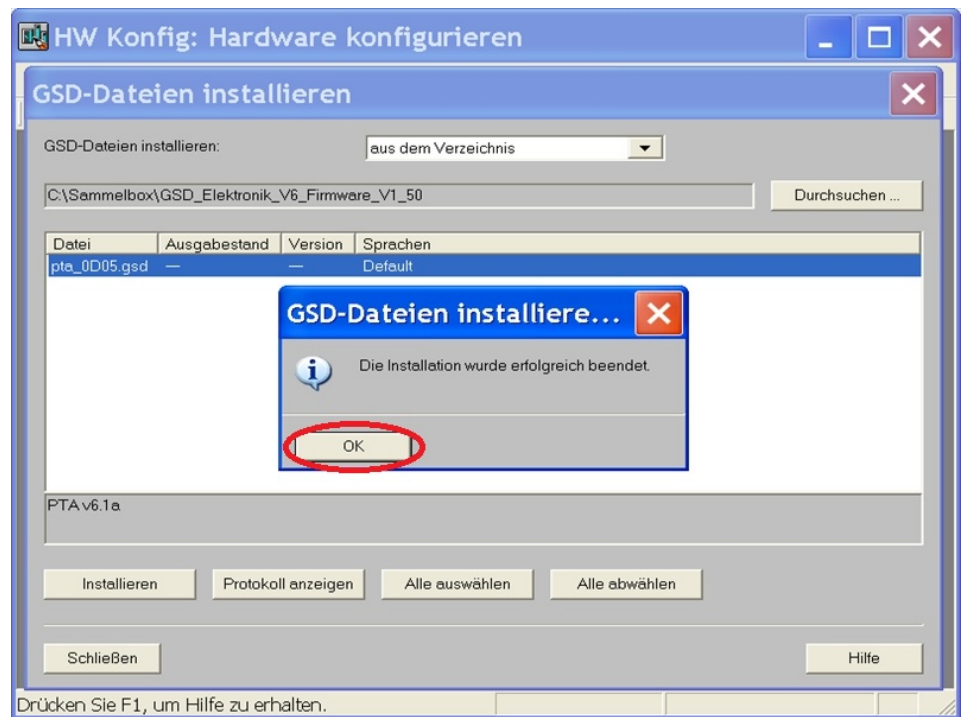 HW Konfig: Hardware konfigurieren
GSD-Dateien installieren
GSD-Dateien installieren:
aus dem Verzeichnis
C:\Sammelbox\GSD_Elektronik_V6_Firmware_V1_50
Durchsuchen ...
Datei Ausgabestand Version Sprachen
pta_0D05.gsd — — Default
GSD-Dateien installiere...
Die Installation wurde erfolgreich beendet.
OK
PTA v6.1a
Installieren Protokoll anzeigen Alle auswählen Alle abwählen
Schließen Hilfe
Drücken Sie F1, um Hilfe zu erhalten.